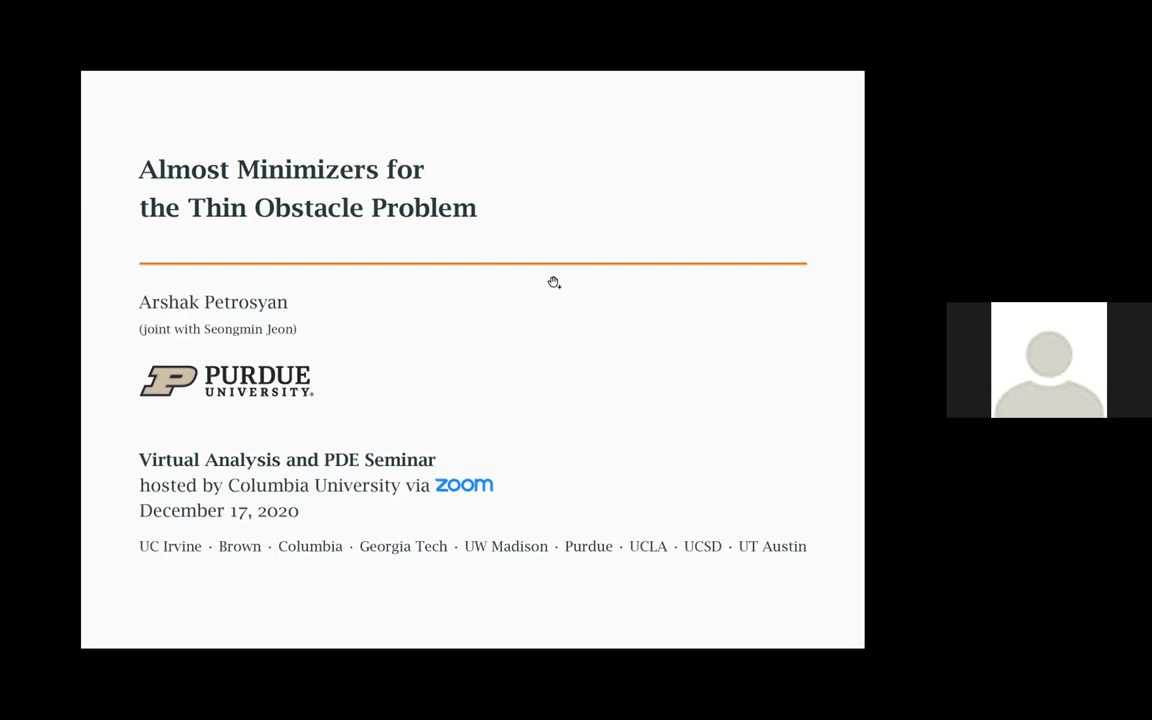 Almost Minimizers for
the Thin Obstacle Problem
Arshak Petrosyan
(joint with Seongmin Jeon)
PURDUE
UNIVERSITY®
Virtual Analysis and PDE Seminar
hosted by Columbia University via zoom
December 17, 2020
UC Irvine · Brown · Columbia · Georgia Tech · UW Madison · Purdue · UCLA · UCSD · UT Austin